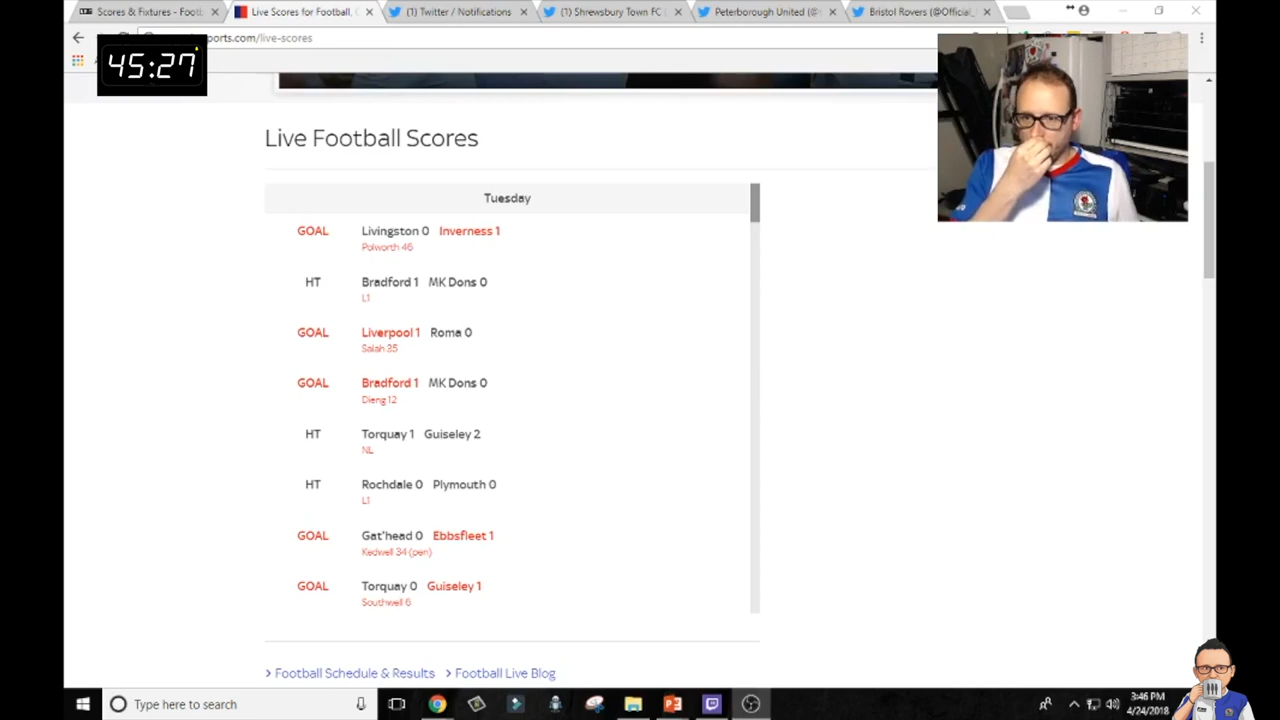 Scores & Fixtures - Foot
Live Scores for Football,
(1) Twitter / Notifications
(1) Shrewsbury Town FC
Peterborough United (@
Bristol Rovers (@Official_
45:27
orts.com/live-scores
Live Football Scores
Tuesday
GOAL Livingston 0 Inverness 1
Polworth 46
HT Bradford 1 MK Dons 0
L1
GOAL Liverpool 1 Roma 0
Salah 35
GOAL Bradford 1 MK Dons 0
Dieng 12
HT Torquay 1 Guiseley 2
NL
HT Rochdale 0 Plymouth 0
L1
GOAL Gat'head 0 Ebbsfleet 1
Kedwell 34 (pen)
GOAL Torquay 0 Guiseley 1
Southwell 6
> Football Schedule & Results > Football Live Blog
Type here to search
3:46 PM
4/24/2018